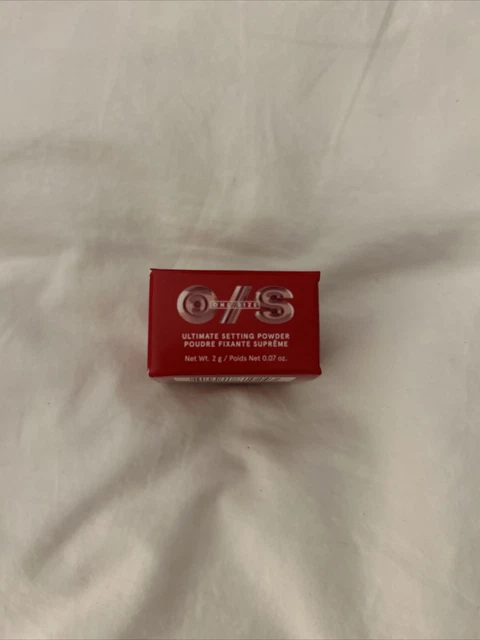 O/S
ONE SIZE
ULTIMATE SETTING POWDER
POUDRE FIXANTE SUPRÊME
Net Wt. 2 g / Poids Net 0.07 oz.